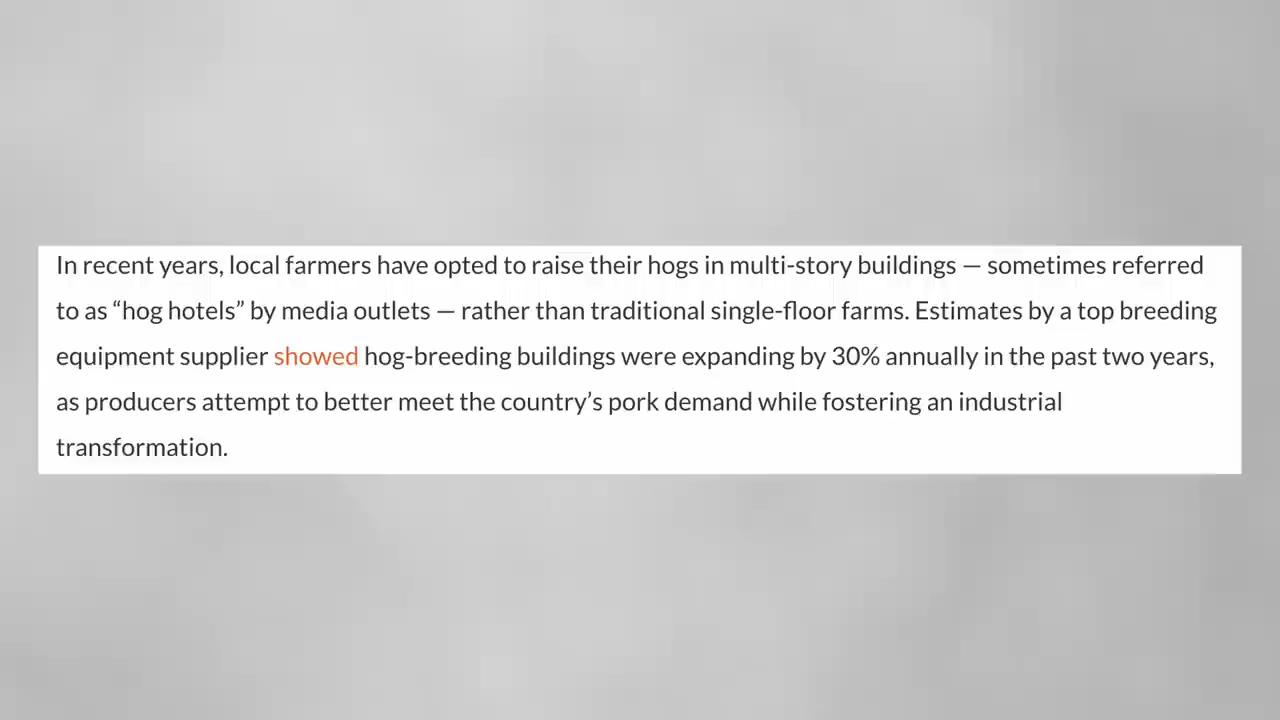 In recent years, local farmers have opted to raise their hogs in multi-story buildings — sometimes referred
to as “hog hotels” by media outlets — rather than traditional single-floor farms. Estimates by a top breeding
equipment supplier showed hog-breeding buildings were expanding by 30% annually in the past two years,
as producers attempt to better meet the country’s pork demand while fostering an industrial
transformation.